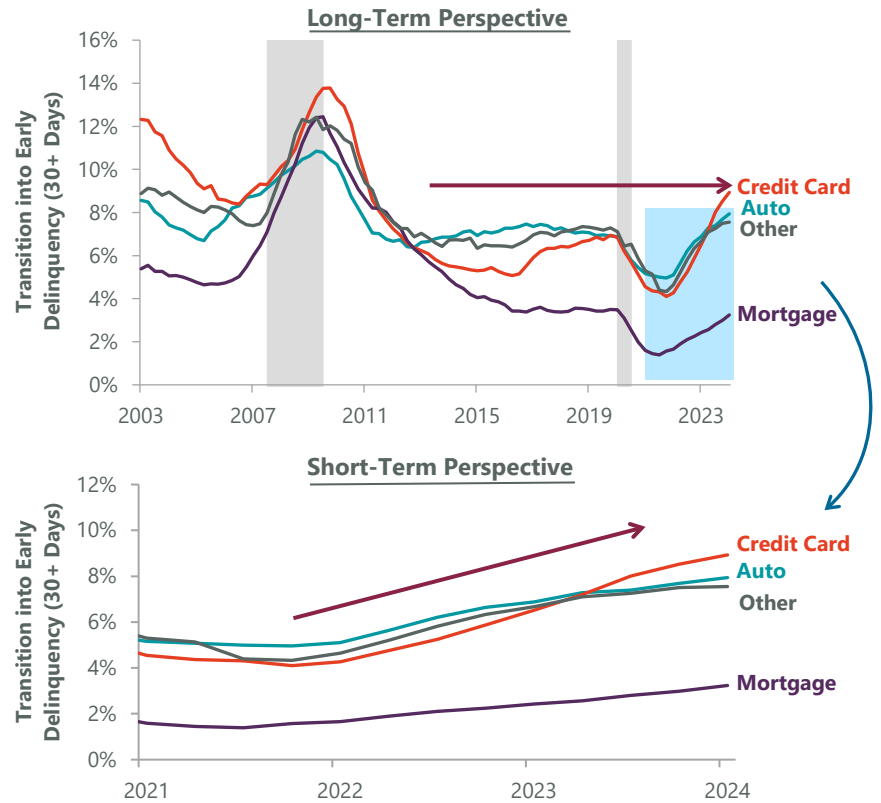 Long-Term Perspective
Transition into Early
Delinquency (30+ Days)
16%
14%
12%
10%
8%
6%
4%
2%
0%
2003
2007
2011
2015
2019
2023
Credit Card
Auto
Other
Mortgage
Short-Term Perspective
Transition into Early
Delinquency (30+ Days)
12%
10%
8%
6%
4%
2%
0%
2021
2022
2023
2024
Credit Card
Auto
Other
Mortgage